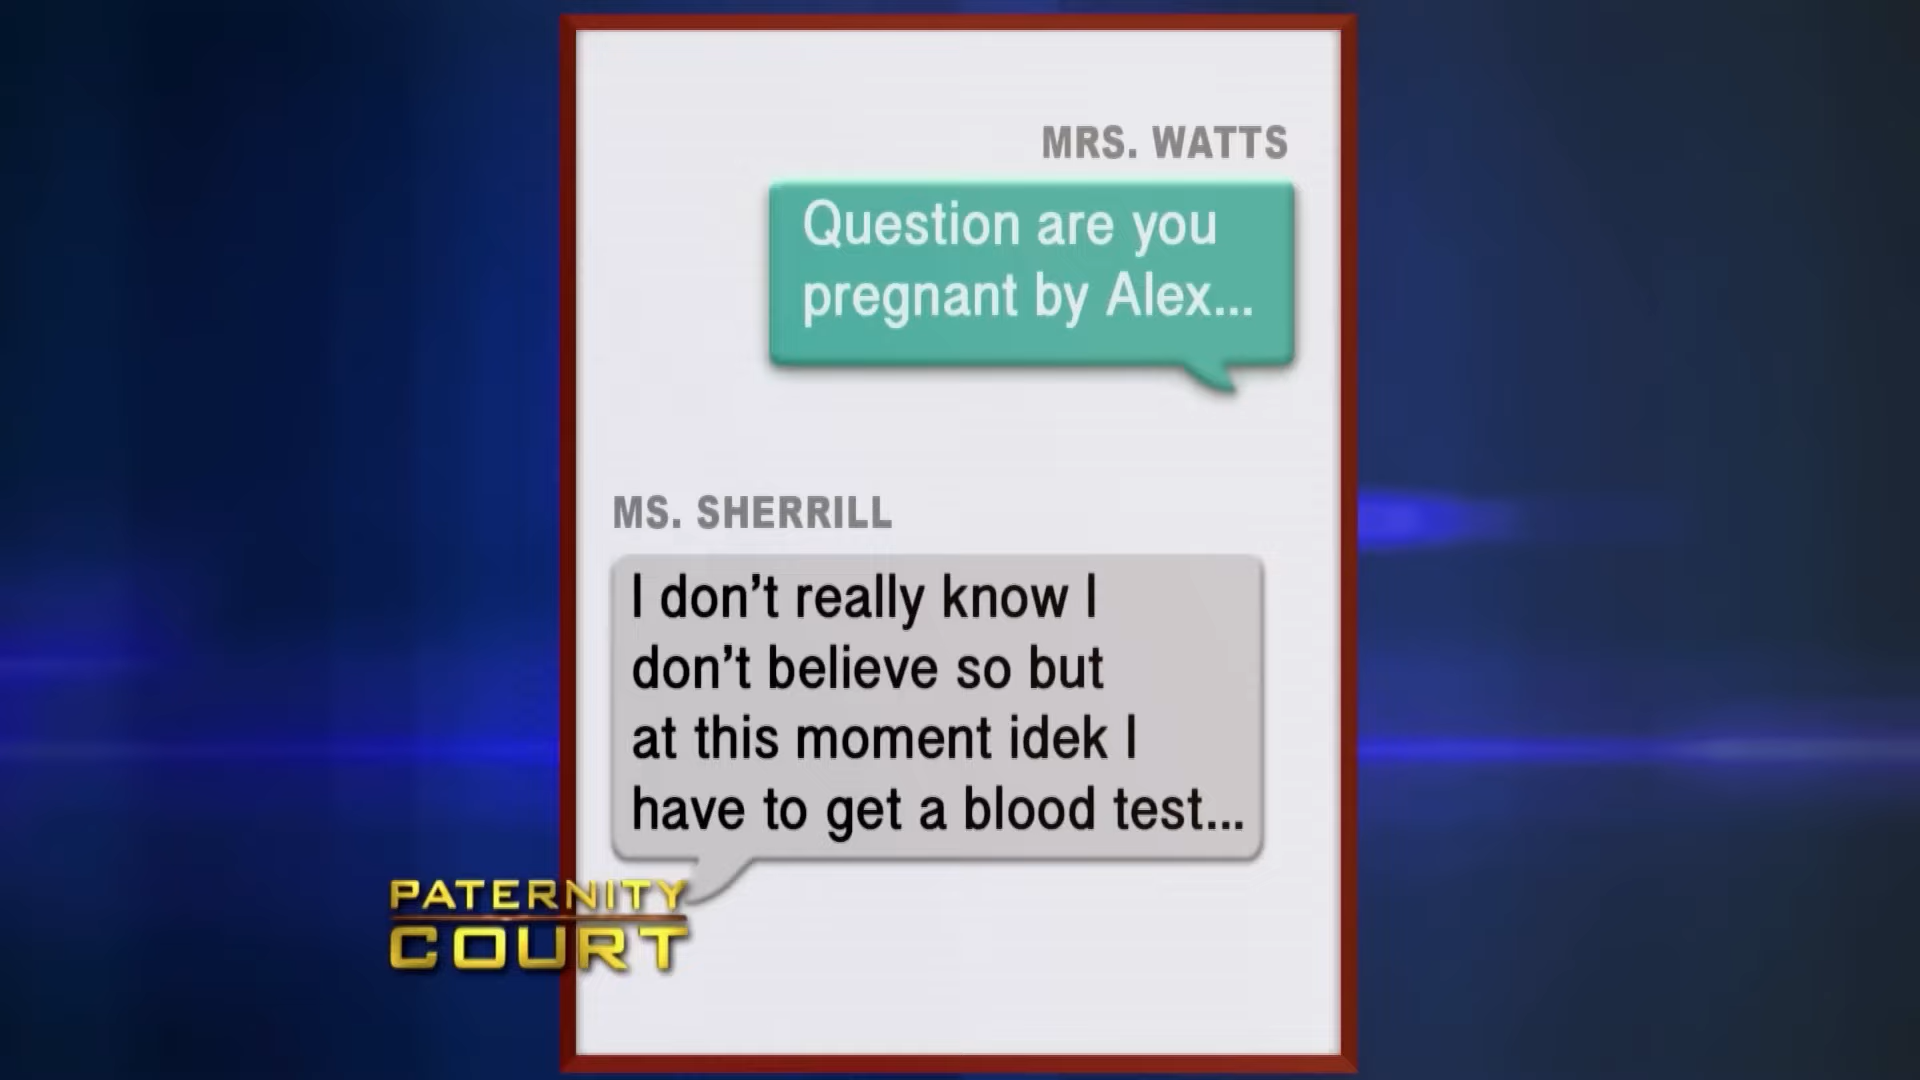 MRS. WATTS
Question are you
pregnant by Alex...
MS. SHERRILL
I don’t really know I
don’t believe so but
at this moment idek I
have to get a blood test...
PATERNITY
COURT